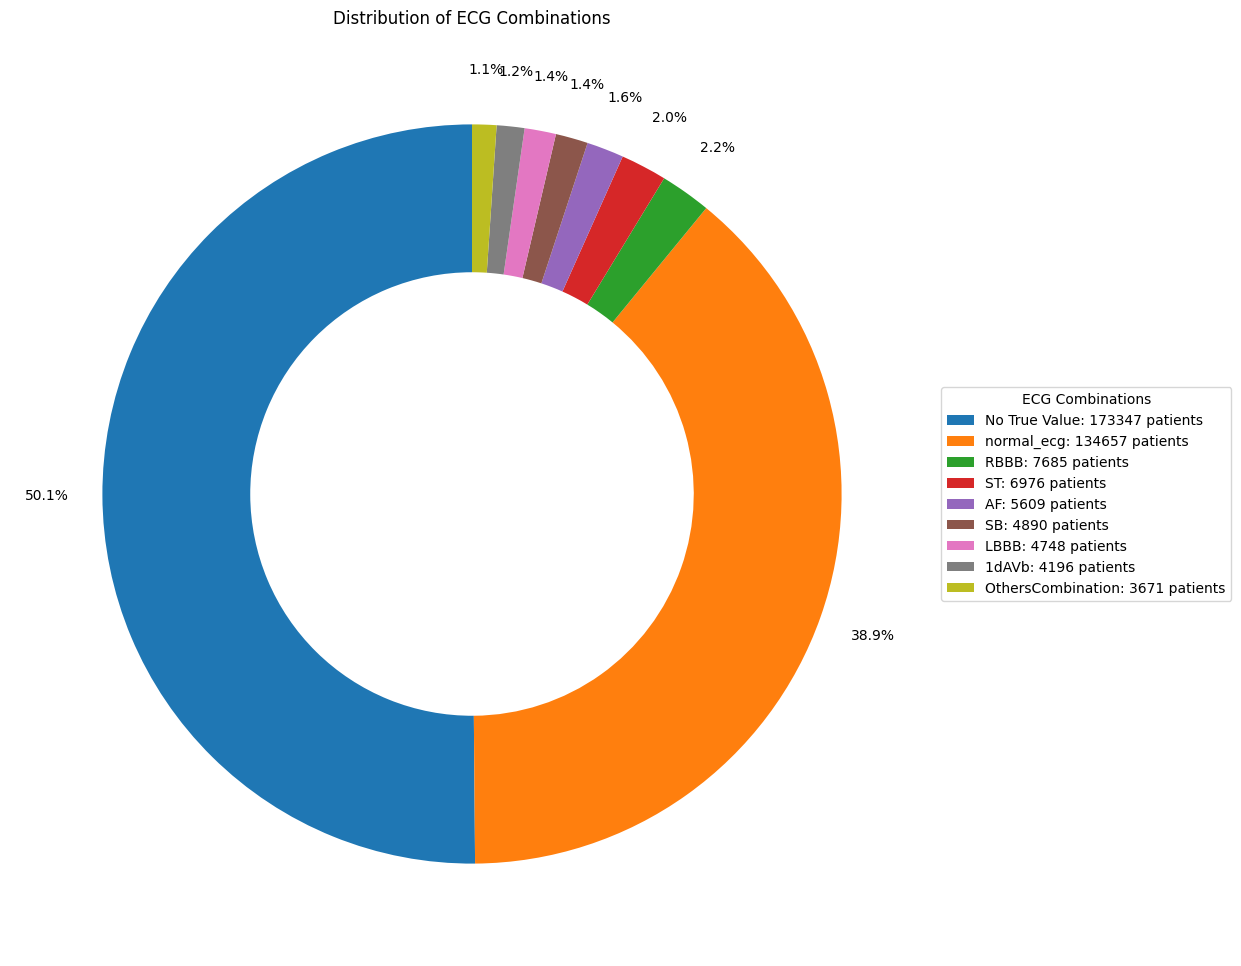 Distribution of ECG Combinations
1.1%
1.2%
1.4%
1.4%
1.6%
2.0%
2.2%
50.1%
38.9%
ECG Combinations
No True Value: 173347 patients
normal_ecg: 134657 patients
RBBB: 7685 patients
ST: 6976 patients
AF: 5609 patients
SB: 4890 patients
LBBB: 4748 patients
1dAVb: 4196 patients
OthersCombination: 3671 patients